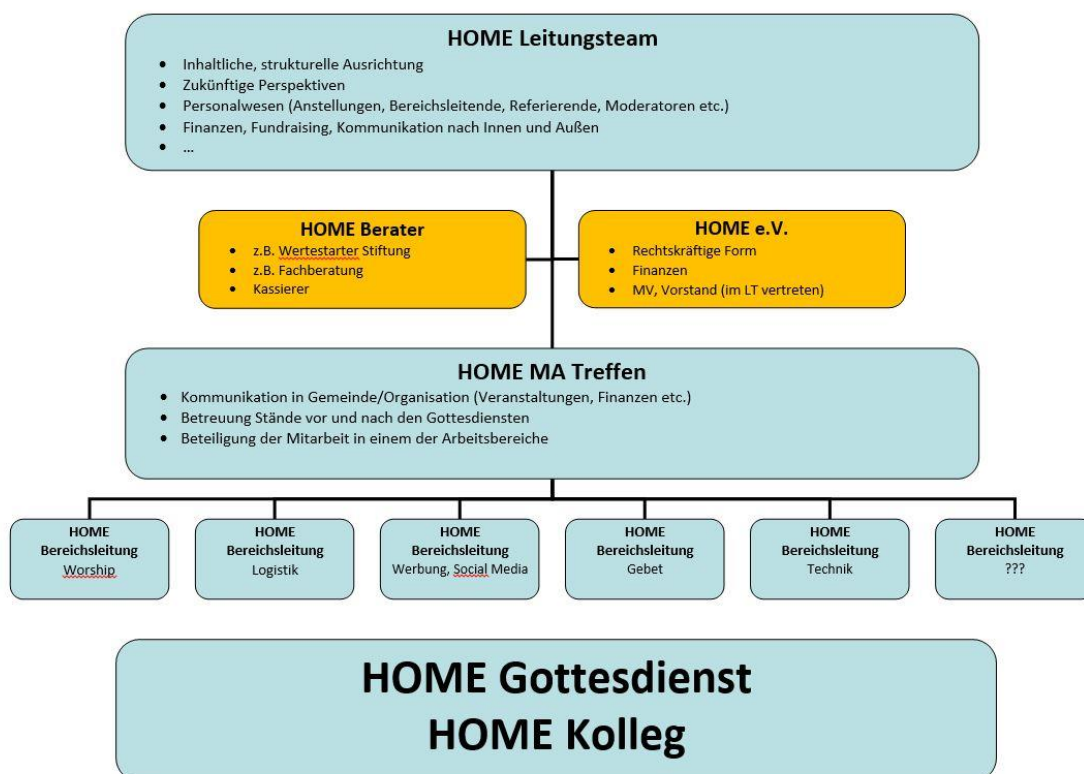 HOME Leitungsteam
• Inhaltliche, strukturelle Ausrichtung
• Zukünftige Perspektiven
• Personalwesen (Anstellungen, Bereichsleitende, Referierende, Moderatoren etc.)
• Finanzen, Fundraising, Kommunikation nach Innen und Außen
• ...
HOME Berater
• z.B. Wertestarter Stiftung
• z.B. Fachberatung
• Kassierer
HOME e.V.
• Rechtskräftige Form
• Finanzen
• MV, Vorstand (im LT vertreten)
HOME MA Treffen
• Kommunikation in Gemeinde/Organisation (Veranstaltungen, Finanzen etc.)
• Betreuung Stände vor und nach den Gottesdiensten
• Beteiligung der Mitarbeit in einem der Arbeitsbereiche
HOME
Bereichsleitung
Worship
HOME
Bereichsleitung
Logistik
HOME
Bereichsleitung
Werbung, Social Media
HOME
Bereichsleitung
Gebet
HOME
Bereichsleitung
Technik
HOME
Bereichsleitung
???
HOME Gottesdienst
HOME Kolleg